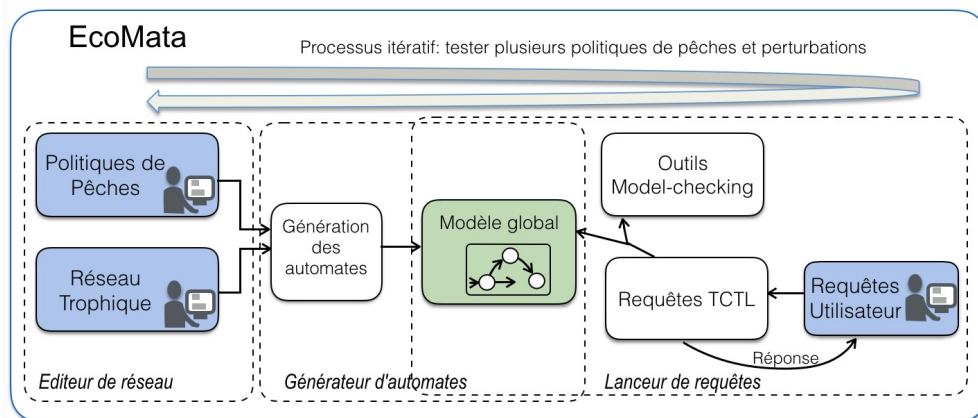 EcoMata
Processus itératif: tester plusieurs politiques de pêches et perturbations
Politiques de
Pêches
Réseau
Trophique
Editeur de réseau
Génération
des
automates
Générateur d'automates
Modèle global
Outils
Model-checking
Requêtes TCTL
Requêtes
Utilisateur
Réponse
Lanceur de requêtes